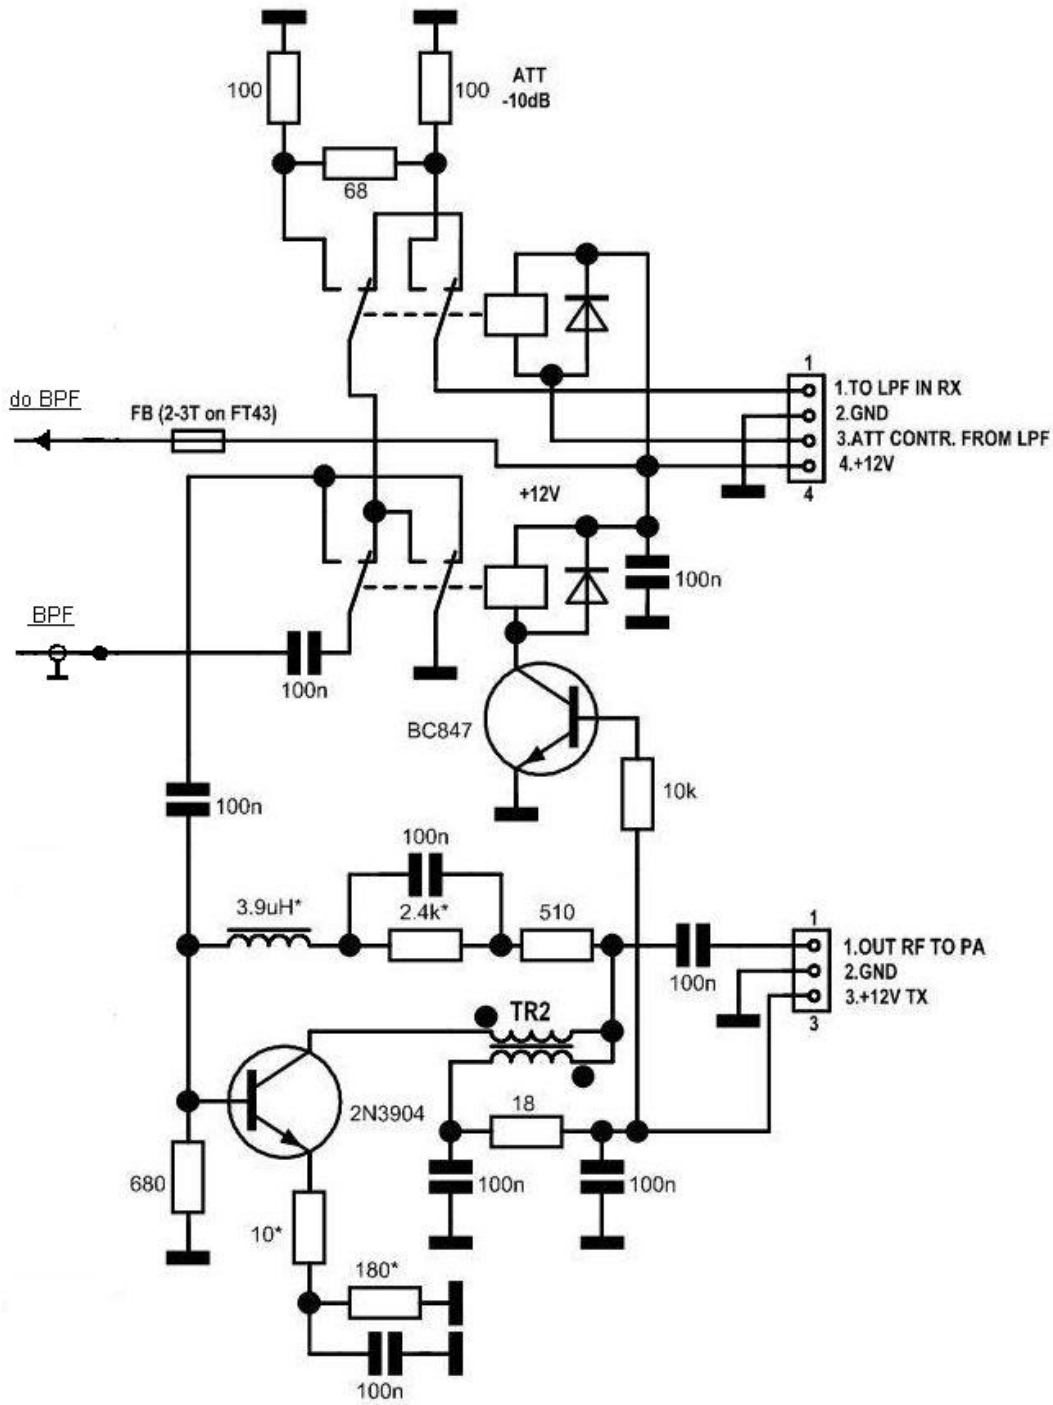 100
100
ATT
-10dB
68
1
do BPF
FB (2-3T on FT43)
1.TO LPF IN RX
2.GND
3.ATT CONTR. FROM LPF
4.+12V
4
+12V
100n
BPF
100n
BC847
10k
100n
100n
3.9uH*
2.4k*
510
1
1.OUT RF TO PA
2.GND
3.+12V TX
3
100n
TR2
2N3904
18
680
100n
100n
10*
180*
100n